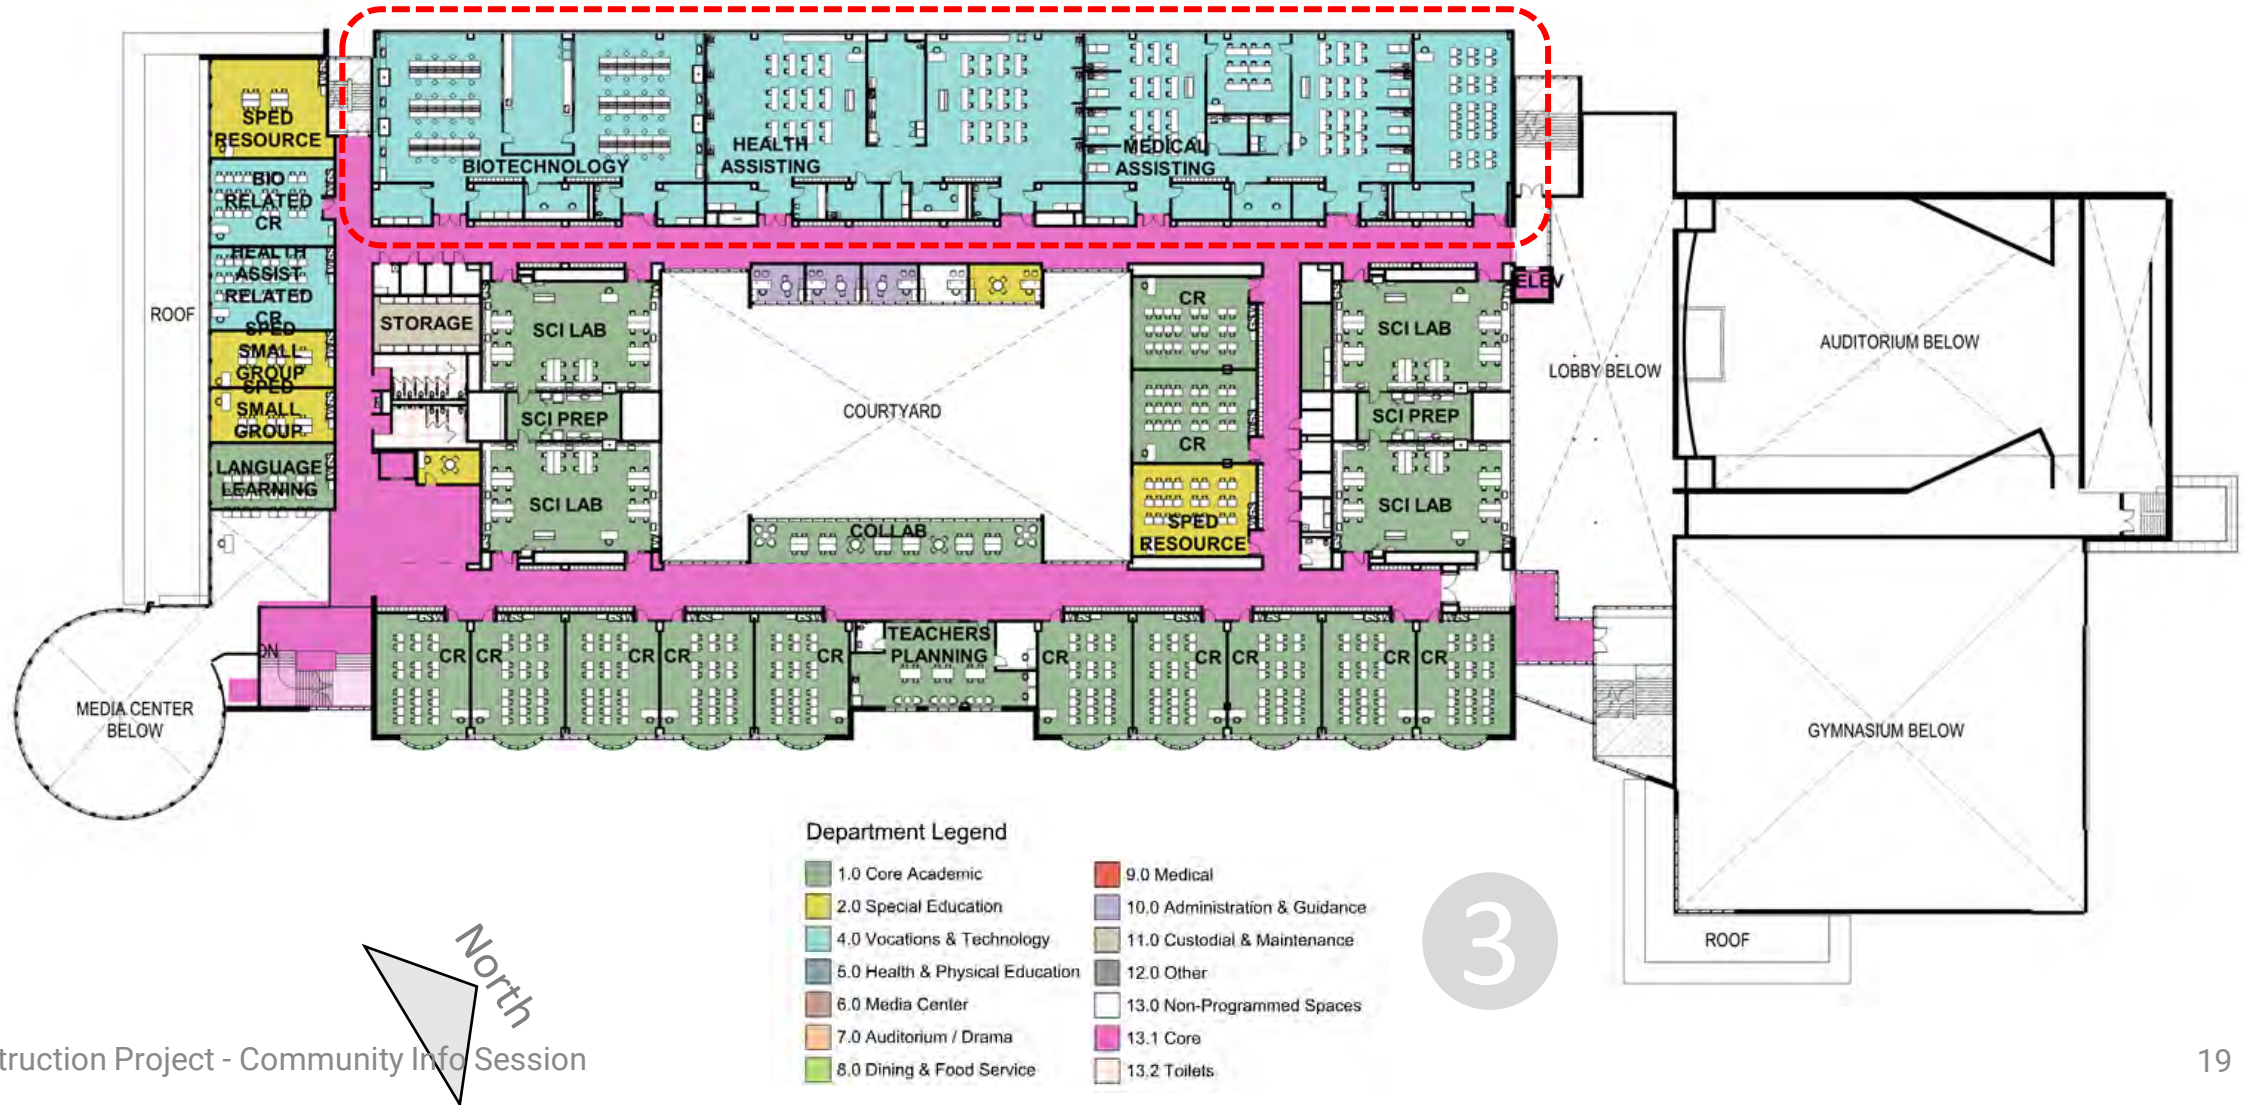 SPED
RESOURCE
BIO
RELATED
CR
HEALTH
ASSIST
RELATED
CR
SPED
SMALL
GROUP
SPED
SMALL
GROUP
LANGUAGE
LEARNING
ROOF
BIOTECHNOLOGY
HEALTH
ASSISTING
MEDICAL
ASSISTING
STORAGE
SCI LAB
SCI PREP
SCI LAB
COURTYARD
COLLAB
CR
CR
SPED
RESOURCE
SCI LAB
SCI PREP
SCI LAB
ELEV
LOBBY BELOW
AUDITORIUM BELOW
GYMNASIUM BELOW
ROOF
MEDIA CENTER
BELOW
CR
CR
CR
CR
CR
TEACHERS
PLANNING
CR
CR
CR
CR
CR
Department Legend
1.0 Core Academic
2.0 Special Education
4.0 Vocations & Technology
5.0 Health & Physical Education
6.0 Media Center
7.0 Auditorium / Drama
8.0 Dining & Food Service
9.0 Medical
10.0 Administration & Guidance
11.0 Custodial & Maintenance
12.0 Other
13.0 Non-Programmed Spaces
13.1 Core
13.2 Toilets
3
North
truction Project - Community Info Session
19